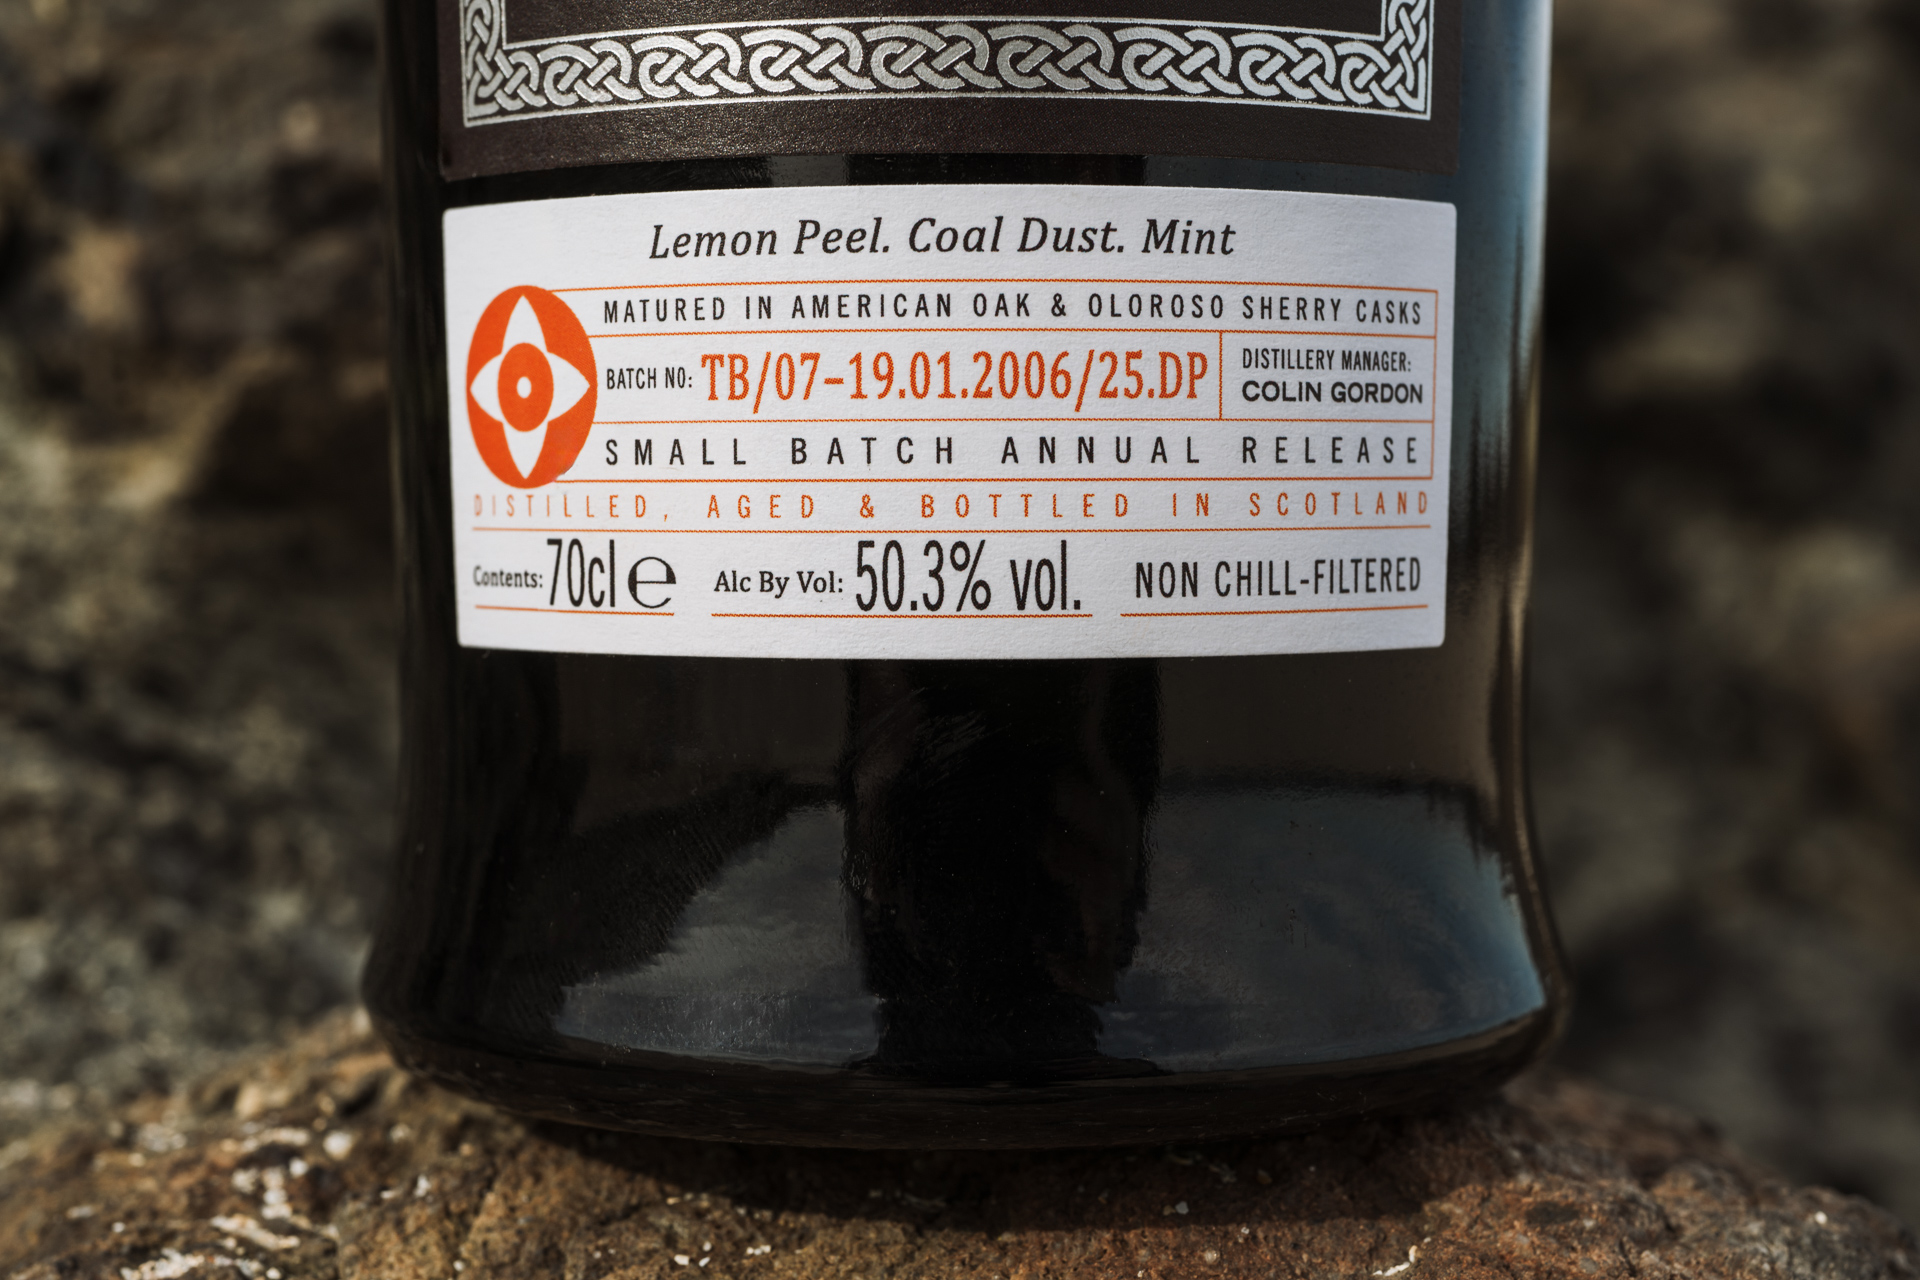 Lemon Peel. Coal Dust. Mint
MATURED IN AMERICAN OAK & OLOROSO SHERRY CASKS
BATCH NO: TB/07-19.01.2006/25.DP
DISTILLERY MANAGER:
COLIN GORDON
SMALL BATCH ANNUAL RELEASE
DISTILLED, AGED & BOTTLED IN SCOTLAND
Contents: 70cl ℮ Alc By Vol: 50.3% vol. NON CHILL-FILTERED